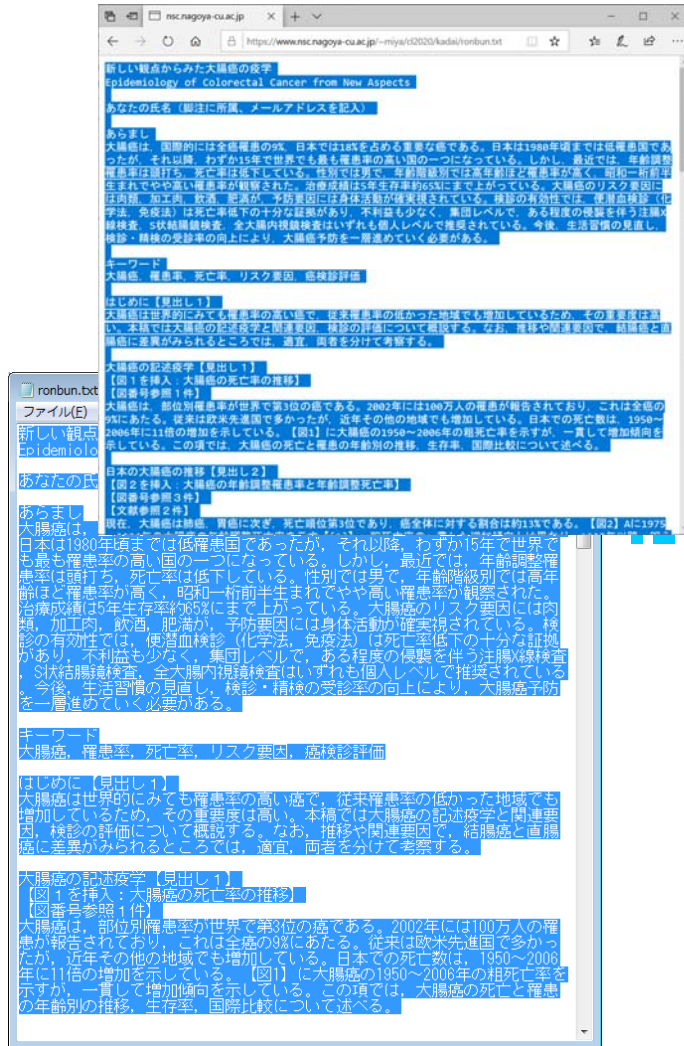 nsc.nagoya-cu.ac.jp
https://www.nsc.nagoya-cu.ac.jp/~miya/cl2020/kadai/ronbun.txt
新しい観点からみた大腸癌の疫学
Epidemiology of Colorectal Cancer from New Aspects
あなたの氏名（脚注に所属、メールアドレスを記入）
あらまし
大腸癌は，国際的には全癌罹患の9%，日本では18%を占める重要な癌である。日本は1980年頃までは低罹患国であ
ったが，それ以降，わずか15年で世界でも最も罹患率の高い国の一つになっている。しかし，最近では，年齢調整
罹患率は頭打ち，死亡率は低下している。性別では男で，年齢階級別では高年齢ほど罹患率が高く，昭和一桁前半
生まれでやや高い罹患率が観察された。治療成績は5年生存率約65%にまで上がっている。大腸癌のリスク要因に
は肉類，加工肉，飲酒，肥満が，予防要因には身体活動が確実視されている。検診の有効性では，便潜血検診（化
学法，免疫法）は死亡率低下の十分な証拠があり，不利益も少なく，集団レベルで，ある程度の侵襲を伴う注腸X
線検査，S状結腸鏡検査，全大腸内視鏡検査はいずれも個人レベルで推奨されている。今後，生活習慣の見直し，
検診・精検の受診率の向上により，大腸癌予防を一層進めていく必要がある。
キーワード
大腸癌，罹患率，死亡率，リスク要因，癌検診評価
はじめに【見出し１】
大腸癌は世界的にみても罹患率の高い癌で，従来罹患率の低かった地域でも増加しているため，その重要度は高
い。本稿では大腸癌の記述疫学と関連要因，検診の評価について概説する。なお，推移や関連要因で，結腸癌と直
腸癌に差異がみられるところでは，適宜，両者を分けて考察する。
大腸癌の記述疫学【見出し１】
【図１を挿入：大腸癌の死亡率の推移】
【図番号参照１件】
大腸癌は，部位別罹患率が世界で第3位の癌である。2002年には100万人の罹患が報告されており，これは全癌の
9%にあたる。従来は欧米先進国で多かったが，近年その他の地域でも増加している。日本での死亡数は，1950～
2006年に11倍の増加を示している。【図1】に大腸癌の1950～2006年の粗死亡率を示すが，一貫して増加傾向を
示している。この項では，大腸癌の死亡と罹患の年齢別の推移，生存率，国際比較について述べる。
日本の大腸癌の推移【見出し２】
【図２を挿入：大腸癌の年齢調整罹患率と年齢調整死亡率】
【図番号参照３件】
【文献参照２件】
現在，大腸癌は肺癌，胃癌に次ぎ，死亡順位第3位であり，癌全体に対する割合は約13%である。【図2】Aに1975
ronbun.txt
ファイル(F)
新しい観点
Epidemiolo
あなたの氏
あらまし
大腸癌は，
日本は1980年頃までは低罹患国であったが，それ以降，わずか15年で世界で
も最も罹患率の高い国の一つになっている。しかし，最近では，年齢調整罹
患率は頭打ち，死亡率は低下している。性別では男で，年齢階級別では高年
齢ほど罹患率が高く，昭和一桁前半生まれでやや高い罹患率が観察された。
治療成績は5年生存率約65%にまで上がっている。大腸癌のリスク要因には肉
類，加工肉，飲酒，肥満が，予防要因には身体活動が確実視されている。検
診の有効性では，便潜血検診（化学法，免疫法）は死亡率低下の十分な証拠
があり，不利益も少なく，集団レベルで，ある程度の侵襲を伴う注腸X線検査
，S状結腸鏡検査，全大腸内視鏡検査はいずれも個人レベルで推奨されている
。今後，生活習慣の見直し，検診・精検の受診率の向上により，大腸癌予防
を一層進めていく必要がある。
キーワード
大腸癌，罹患率，死亡率，リスク要因，癌検診評価
はじめに【見出し１】
大腸癌は世界的にみても罹患率の高い癌で，従来罹患率の低かった地域でも
増加しているため，その重要度は高い。本稿では大腸癌の記述疫学と関連要
因，検診の評価について概説する。なお，推移や関連要因で，結腸癌と直腸
癌に差異がみられるところでは，適宜，両者を分けて考察する。
大腸癌の記述疫学【見出し１】
【図１を挿入：大腸癌の死亡率の推移】
【図番号参照１件】
大腸癌は，部位別罹患率が世界で第3位の癌である。2002年には100万人の罹
患が報告されており，これは全癌の9%にあたる。従来は欧米先進国で多かっ
たが，近年その他の地域でも増加している。日本での死亡数は，1950～2006
年に11倍の増加を示している。【図1】に大腸癌の1950～2006年の粗死亡率を
示すが，一貫して増加傾向を示している。この項では，大腸癌の死亡と罹患
の年齢別の推移，生存率，国際比較について述べる。